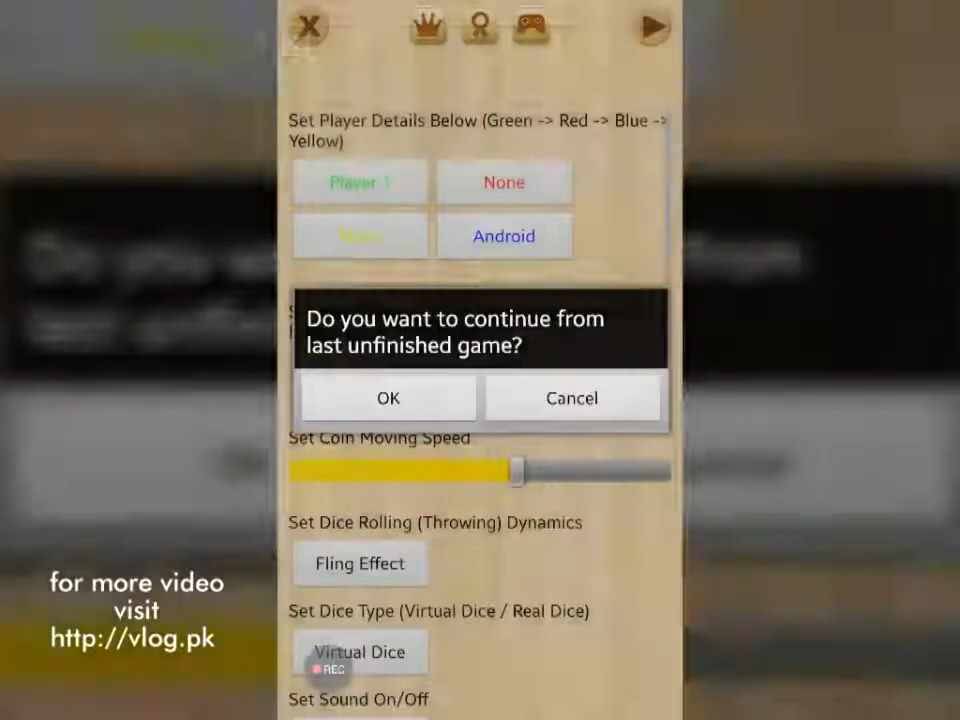 Set Player Details Below (Green -> Red -> Blue ->
Yellow)
Player 1
None
None
Android
Do you want to continue from
last unfinished game?
OK
Cancel
Set Coin Moving Speed
Set Dice Rolling (Throwing) Dynamics
Fling Effect
Set Dice Type (Virtual Dice / Real Dice)
Virtual Dice
REC
Set Sound On/Off
for more video
visit
http://vlog.pk